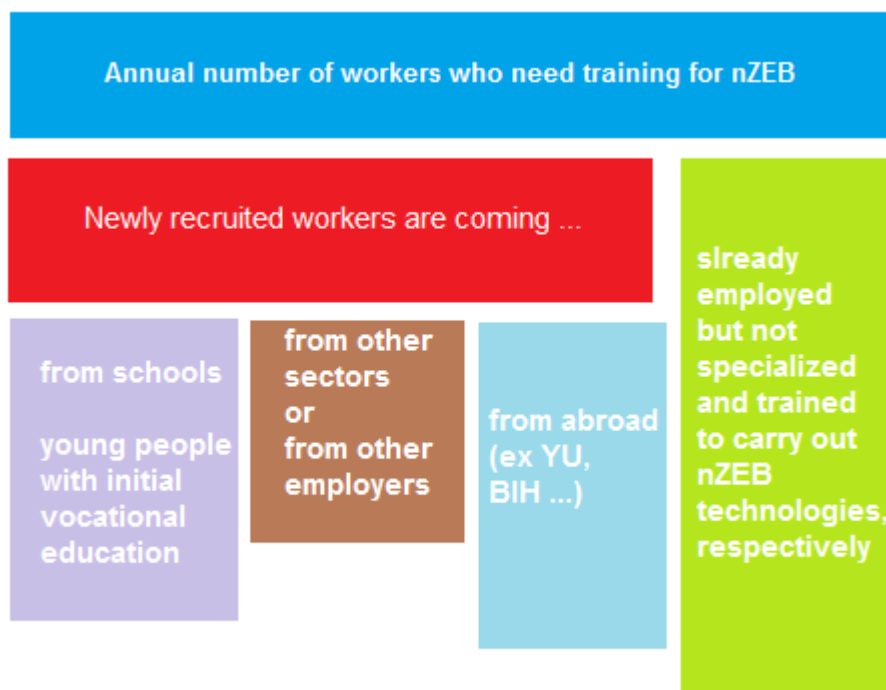 Annual number of workers who need training for nZEB
Newly recruited workers are coming ...
from schools
young people
with initial
vocational
education
from other
sectors
or
from other
employers
from abroad
(ex YU,
BIH ...)
slready
employed
but not
specialized
and trained
to carry out
nZEB
technologies,
respectively